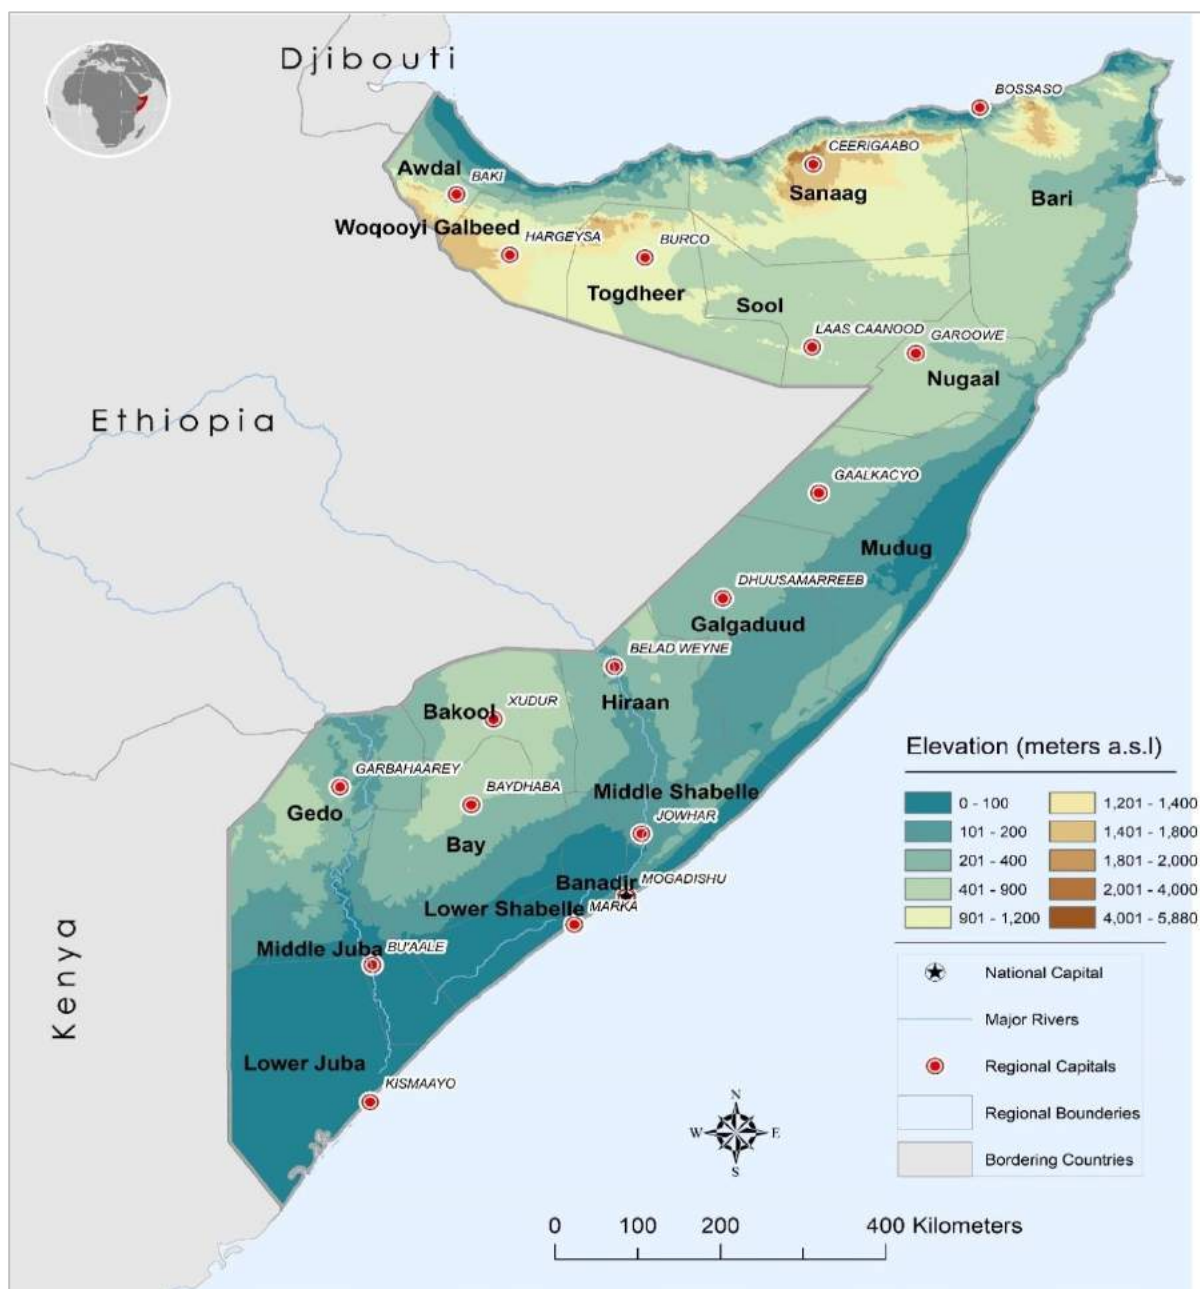 Djibouti
BOSSASO
CEERIGAABO
Awdal
BAKI
Sanaag
Bari
Woqooyi Galbeed
HARGEYSA
BURCO
Togdheer
Sool
LAAS CAANOOD
GAROOWE
Nugaal
Ethiopia
GAALKACYO
Mudug
DHUUSAMARREEB
Galgaduud
BELAD WEYNE
Hiraan
XUDUR
Bakool
GARBAHAAREY
BAYDHABA
Gedo
Bay
Middle Shabelle
JOWHAR
Banadir
MOGADISHU
Lower Shabelle
MARKA
Middle Juba
BU'AALE
Kenya
Lower Juba
KISMAAYO
Elevation (meters a.s.l)
0 - 100
1,201 - 1,400
101 - 200
1,401 - 1,800
201 - 400
1,801 - 2,000
401 - 900
2,001 - 4,000
901 - 1,200
4,001 - 5,880
National Capital
Major Rivers
Regional Capitals
Regional Bounderies
Bordering Countries
N
W E
S
0 100 200 400 Kilometers